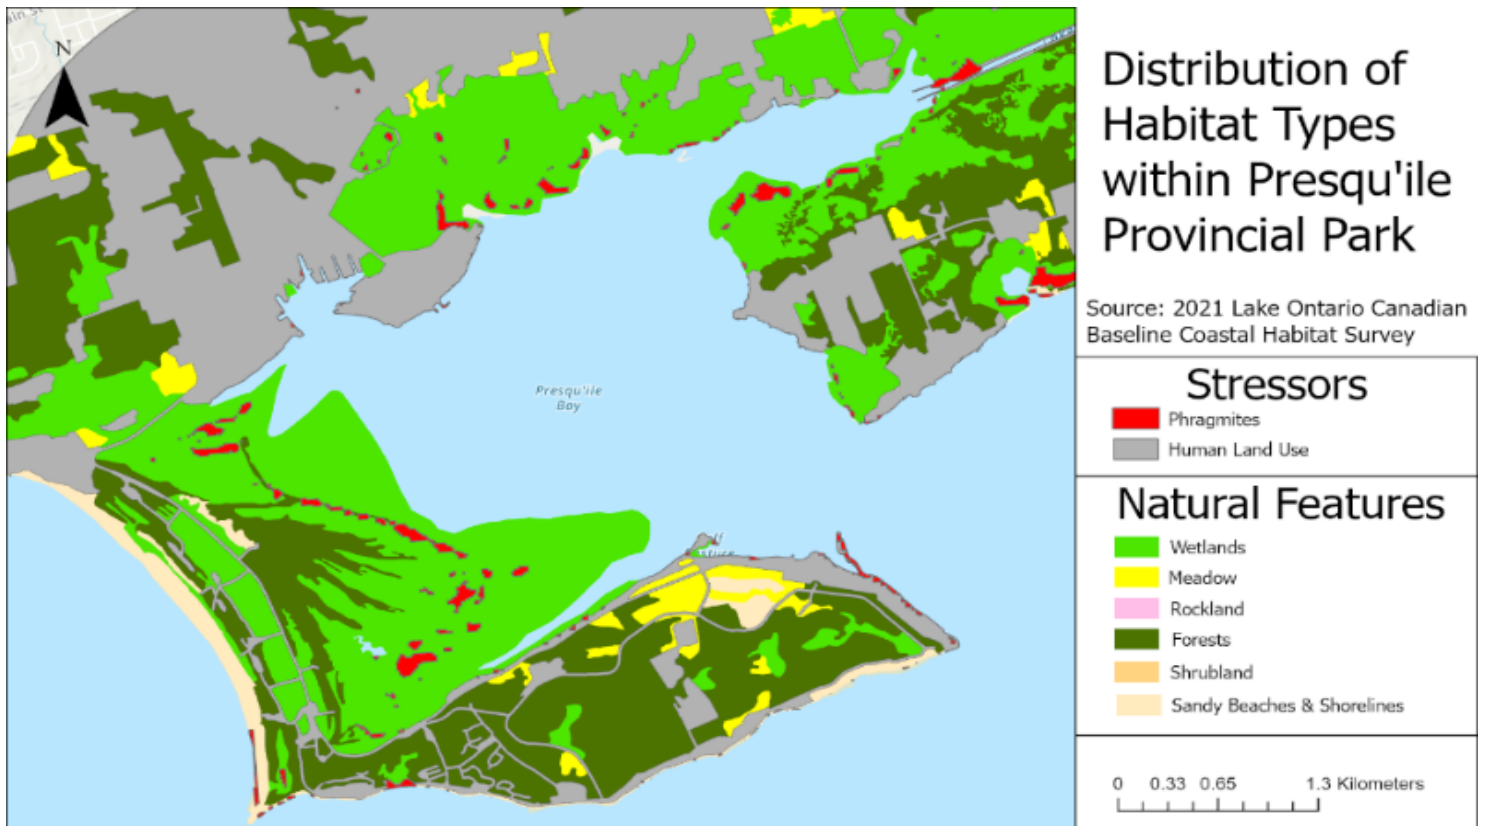 ain St
N
Presqu'ile
Bay
Distribution of
Habitat Types
within Presqu'ile
Provincial Park
Source: 2021 Lake Ontario Canadian
Baseline Coastal Habitat Survey
Stressors
Phragmites
Human Land Use
Natural Features
Wetlands
Meadow
Rockland
Forests
Shrubland
Sandy Beaches & Shorelines
0 0.33 0.65 1.3 Kilometers